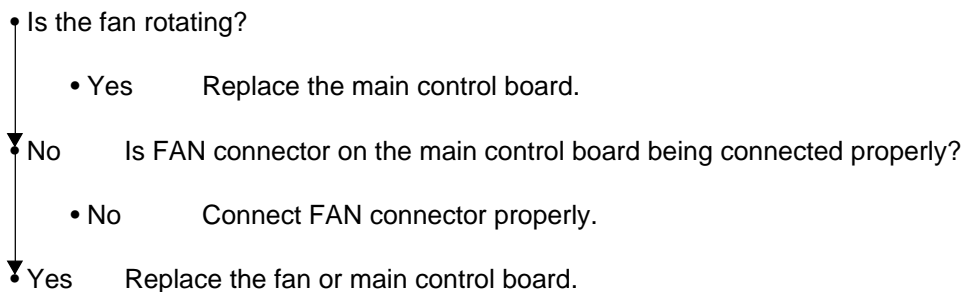 • Is the fan rotating?
• Yes Replace the main control board.
• No Is FAN connector on the main control board being connected properly?
• No Connect FAN connector properly.
• Yes Replace the fan or main control board.